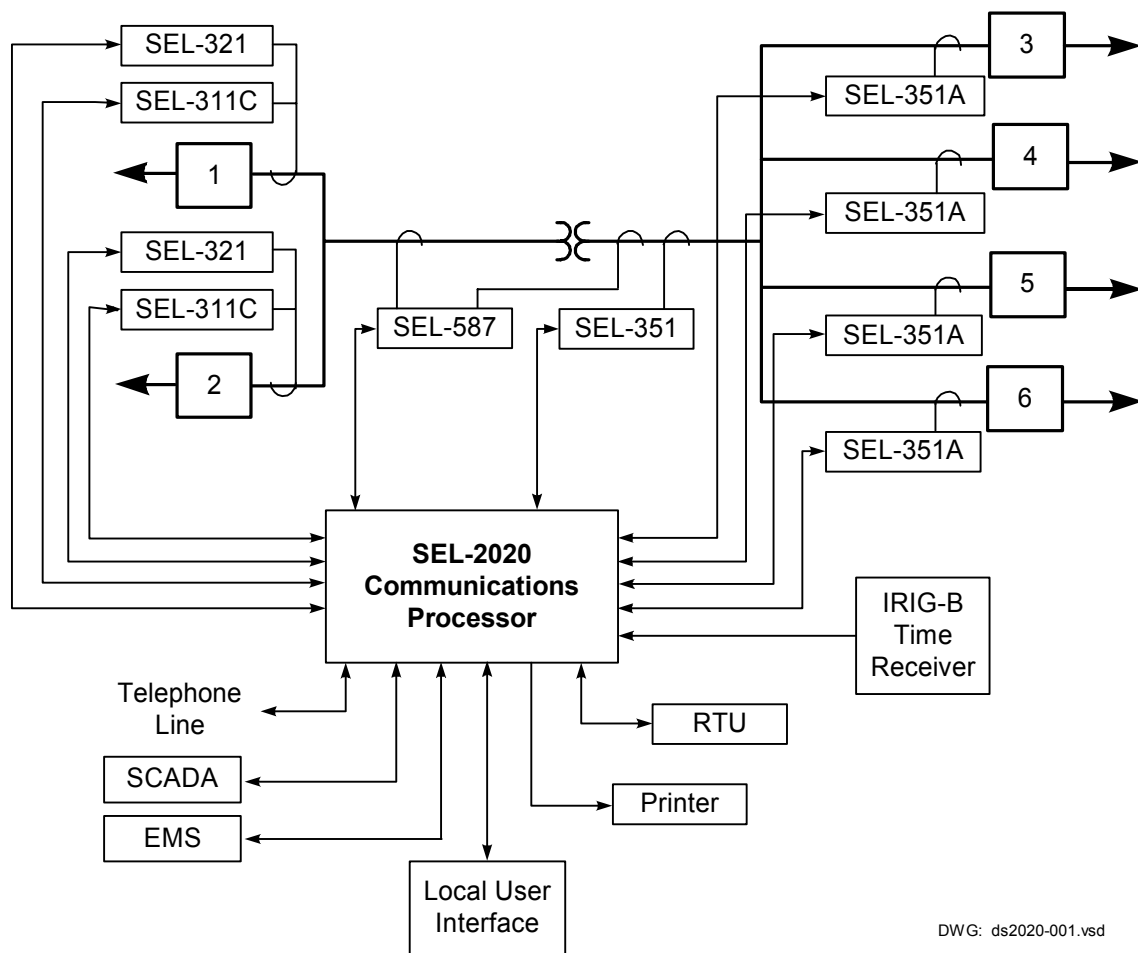 SEL-321
SEL-311C
1
SEL-321
SEL-311C
2
SEL-587
SEL-351
3
SEL-351A
4
SEL-351A
5
SEL-351A
6
SEL-351A
SEL-2020
Communications
Processor
IRIG-B
Time
Receiver
Telephone
Line
SCADA
EMS
Local User
Interface
Printer
RTU
DWG: ds2020-001.vsd